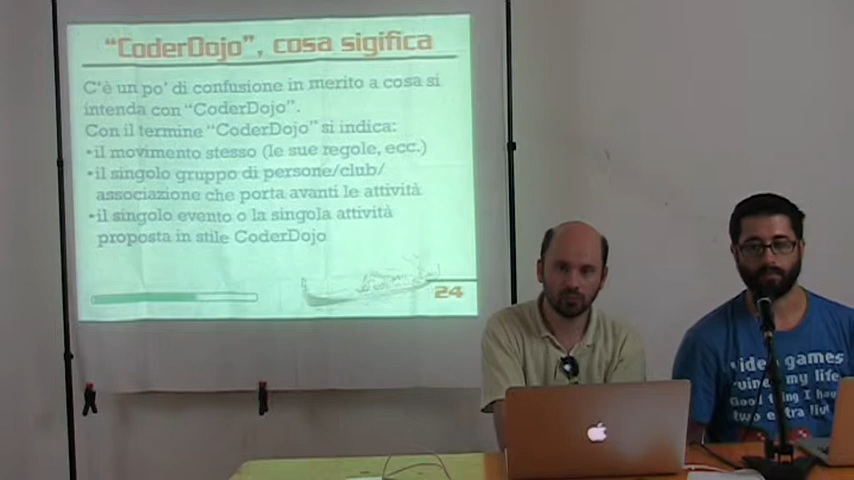 "CoderDojo", cosa sigifica
C'è un po' di confusione in merito a cosa si
intenda con "CoderDojo".
Con il termine "CoderDojo" si indica:
•il movimento stesso (le sue regole, ecc.)
•il singolo gruppo di persone/club/
associazione che porta avanti le attività
•il singolo evento o la singola attività
proposta in stile CoderDojo
24
video games
ruined my life
Good thing I have
two extra